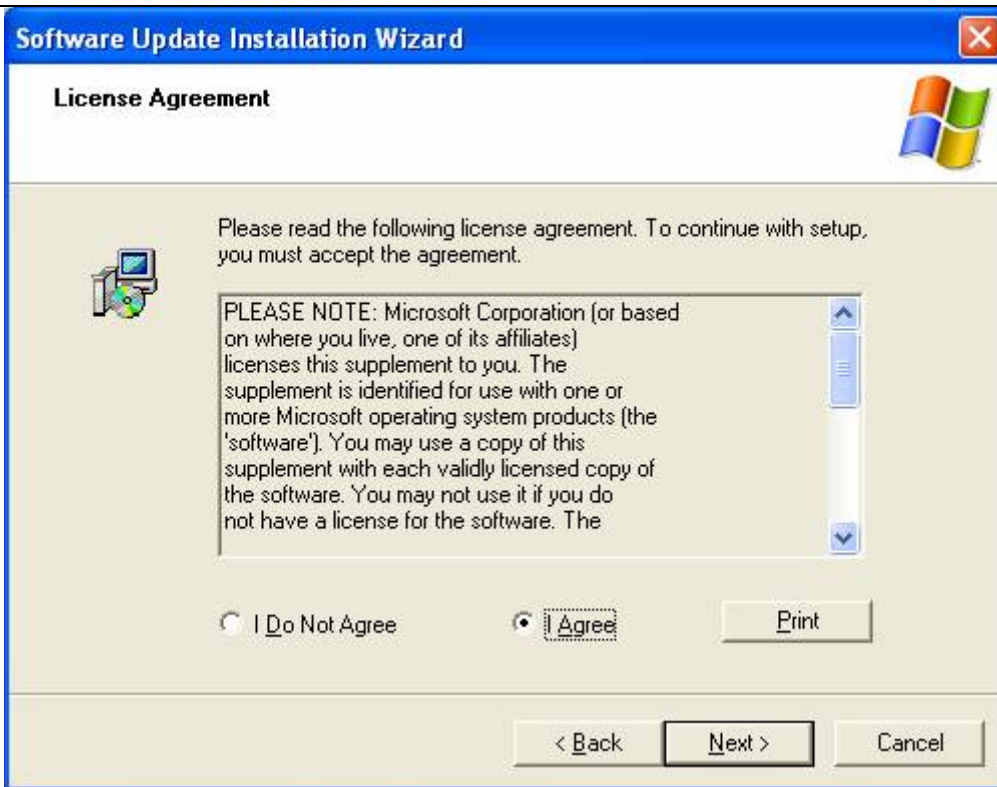 Software Update Installation Wizard
License Agreement
Please read the following license agreement. To continue with setup,
you must accept the agreement.
PLEASE NOTE: Microsoft Corporation (or based
on where you live, one of its affiliates)
licenses this supplement to you. The
supplement is identified for use with one or
more Microsoft operating system products (the
'software'). You may use a copy of this
supplement with each validly licensed copy of
the software. You may not use it if you do
not have a license for the software. The
I Do Not Agree
I Agree
Print
< Back
Next >
Cancel